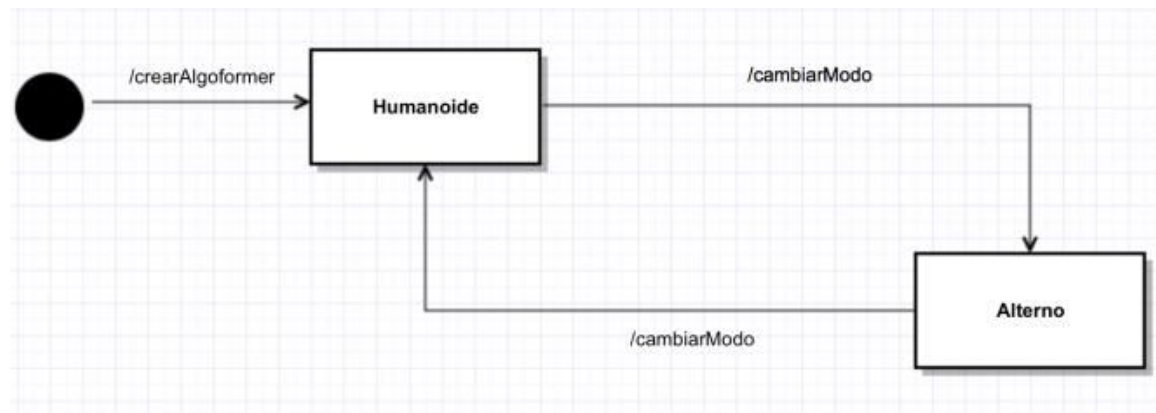 /crearAlgoformer
/cambiarModo
Humanoide
Alterno
/cambiarModo